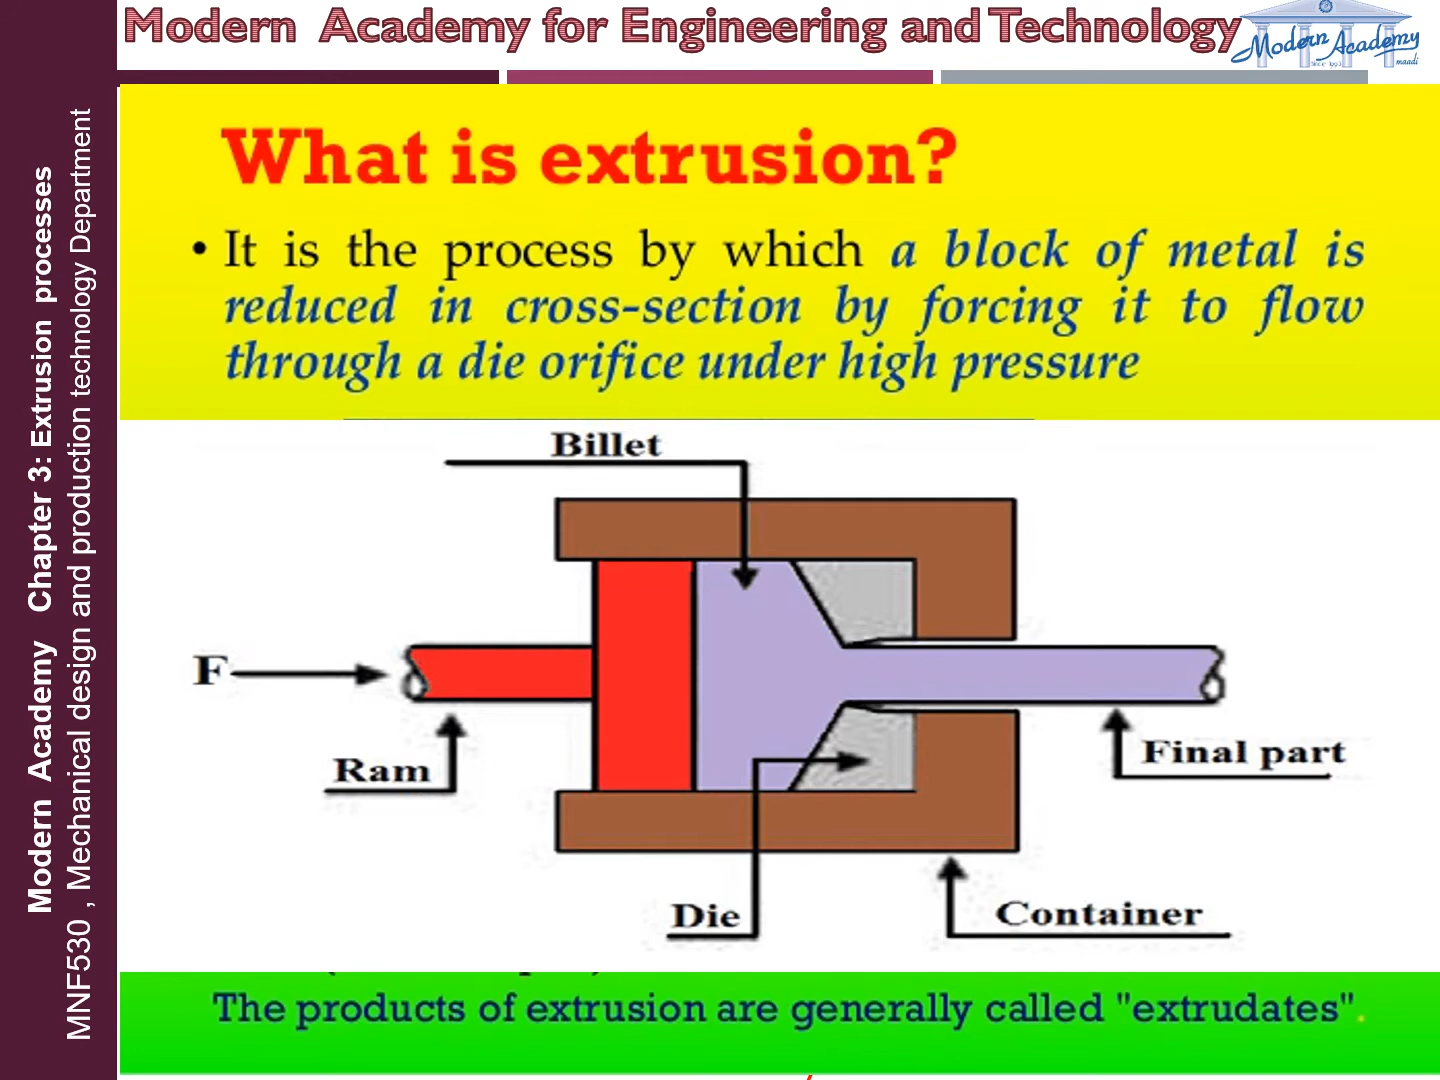 Modern Academy for Engineering and Technology
Modern Academy
Since 1993
maadi
Modern Academy Chapter 3: Extrusion processes
MNF530 , Mechanical design and production technology Department
What is extrusion?
• It is the process by which a block of metal is
reduced in cross-section by forcing it to flow
through a die orifice under high pressure
Billet
F
Ram
Final part
Die
Container
The products of extrusion are generally called "extrudates".